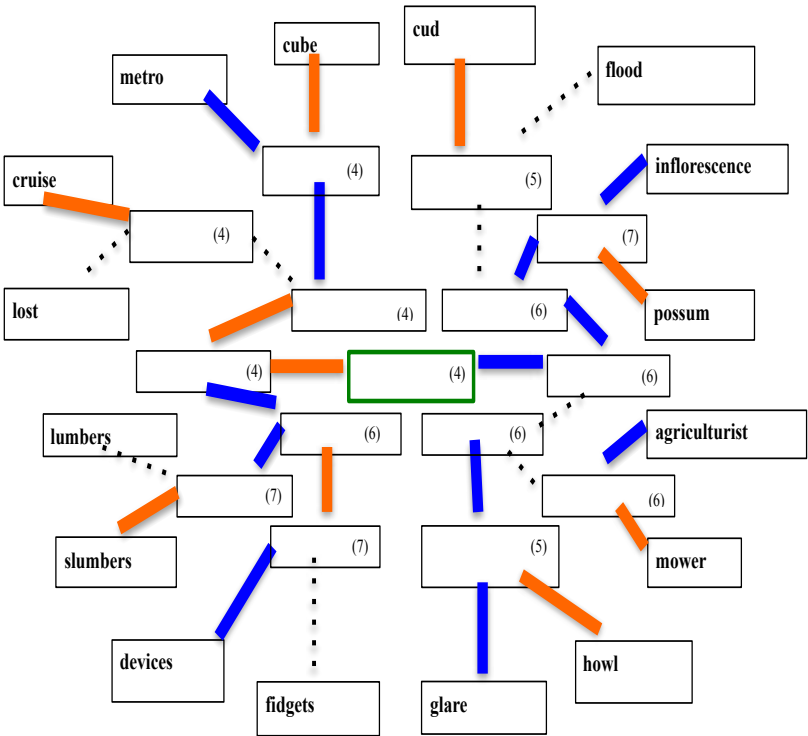 cud
cube
flood
metro
(4)
inflorescence
cruise
(5)
(4)
(7)
lost
(4)
(6)
possum
(4)
(4)
(6)
lumbers
(6)
(6)
agriculturist
(7)
(6)
slumbers
(7)
(5)
mower
devices
howl
fidgets
glare